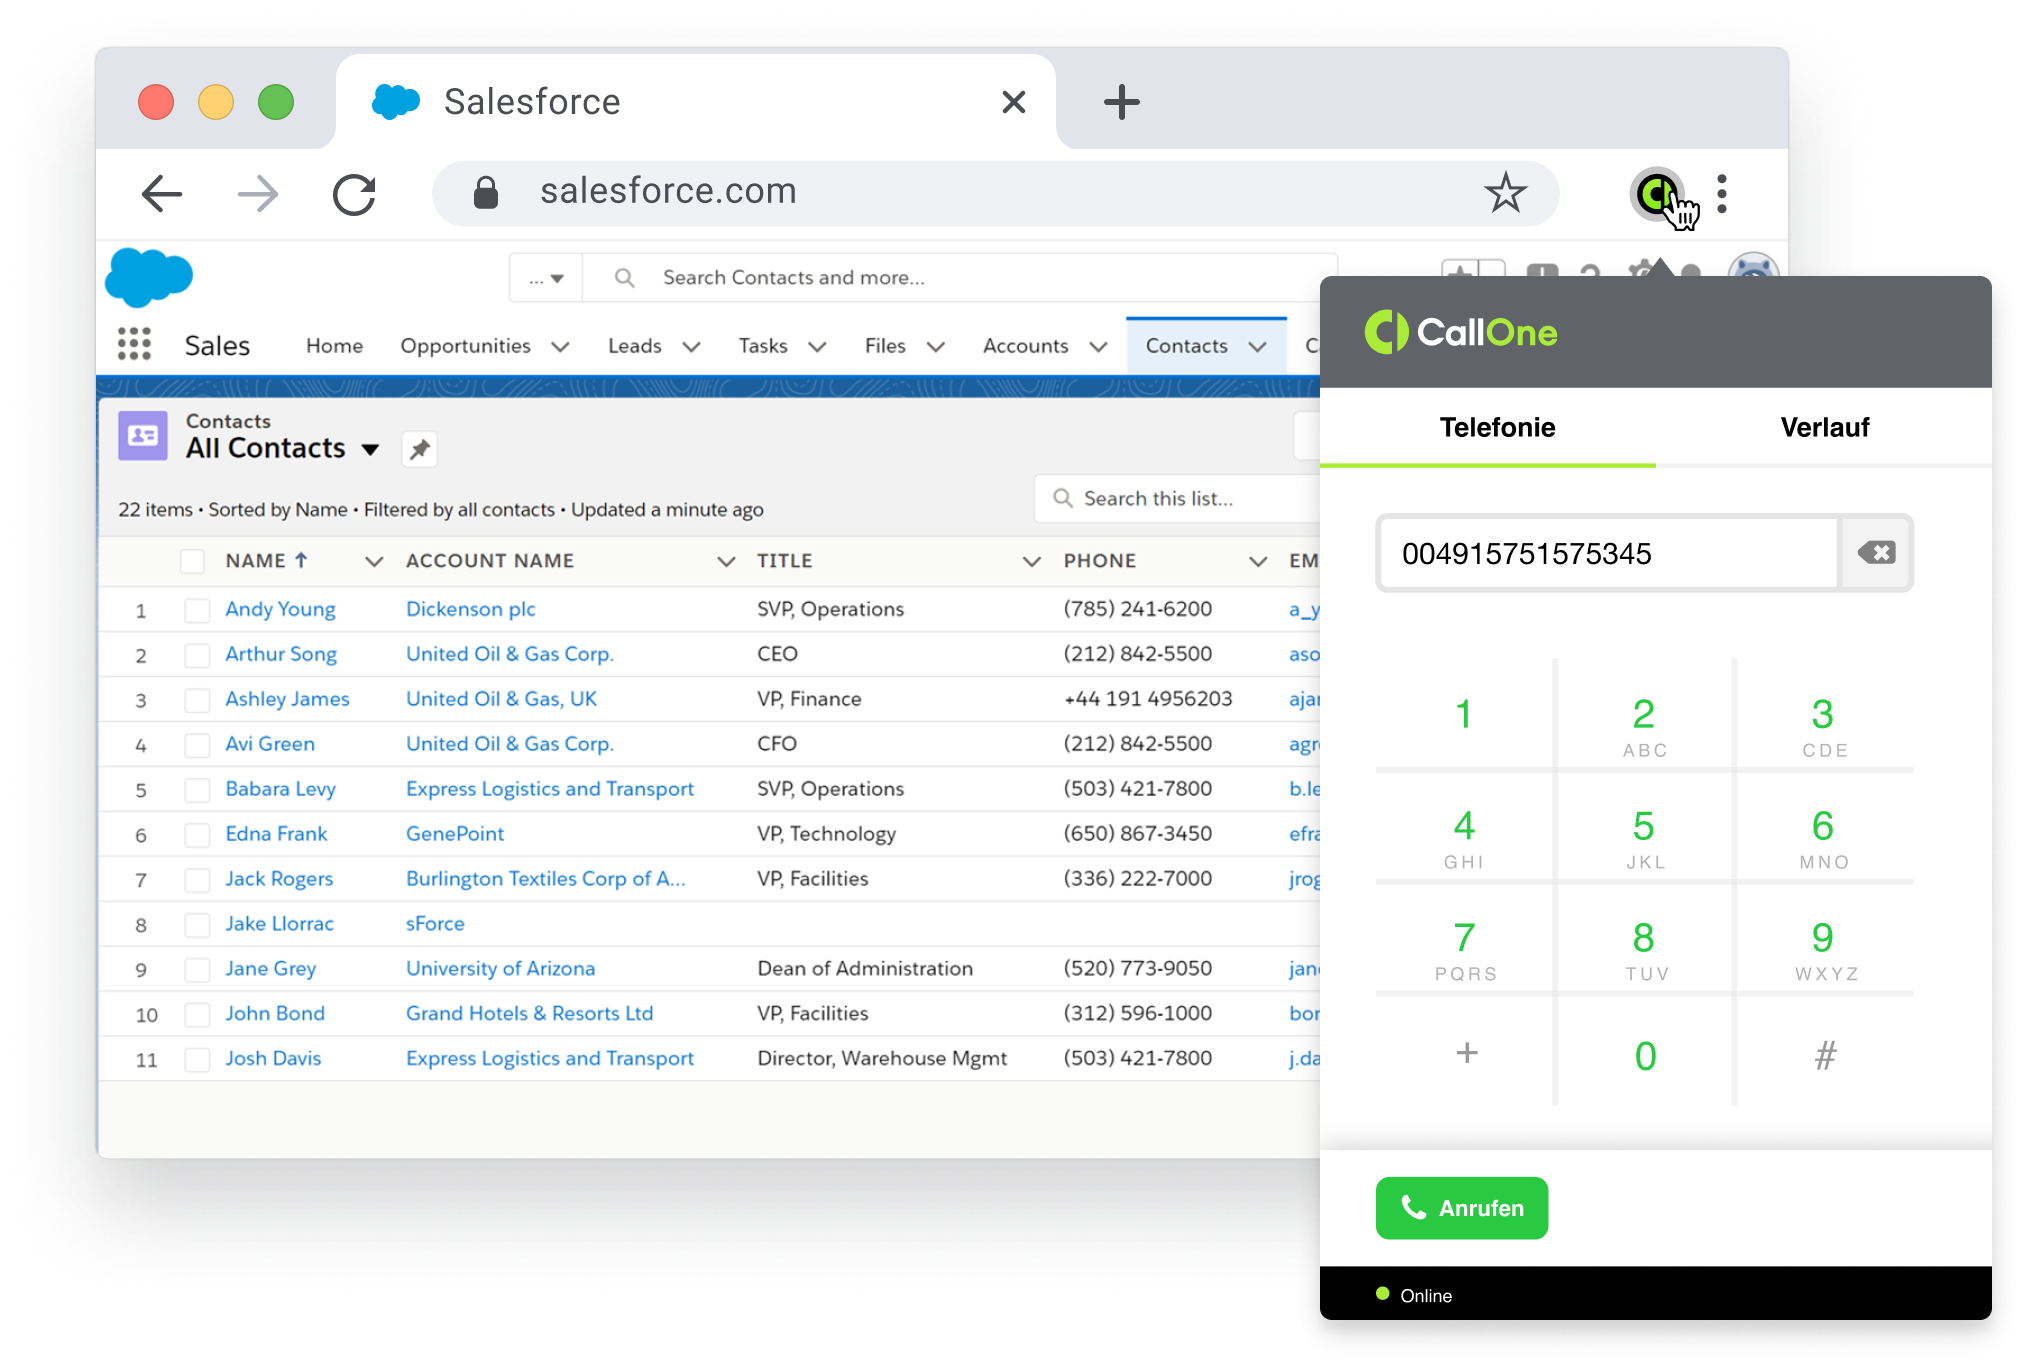 Salesforce
salesforce.com
... Search Contacts and more...
Sales Home Opportunities Leads Tasks Files Accounts Contacts
Contacts
All Contacts
22 items • Sorted by Name • Filtered by all contacts • Updated a minute ago
Search this list...
NAME ACCOUNT NAME TITLE PHONE EM
1 Andy Young Dickenson plc SVP, Operations (785) 241-6200 a_y
2 Arthur Song United Oil & Gas Corp. CEO (212) 842-5500 aso
3 Ashley James United Oil & Gas, UK VP, Finance +44 191 4956203 ajar
4 Avi Green United Oil & Gas Corp. CFO (212) 842-5500 agr
5 Babara Levy Express Logistics and Transport SVP, Operations (503) 421-7800 b.le
6 Edna Frank GenePoint VP, Technology (650) 867-3450 efra
7 Jack Rogers Burlington Textiles Corp of A... VP, Facilities (336) 222-7000 jrog
8 Jake Llorrac sForce
9 Jane Grey University of Arizona Dean of Administration (520) 773-9050 jane
10 John Bond Grand Hotels & Resorts Ltd VP, Facilities (312) 596-1000 bor
11 Josh Davis Express Logistics and Transport Director, Warehouse Mgmt (503) 421-7800 j.da
CallOne
Telefonie Verlauf
004915751575345
1 2 3
ABC CDE
4 5 6
GHI JKL MNO
7 8 9
PQRS TUV WXYZ
+ 0 #
Anrufen
Online